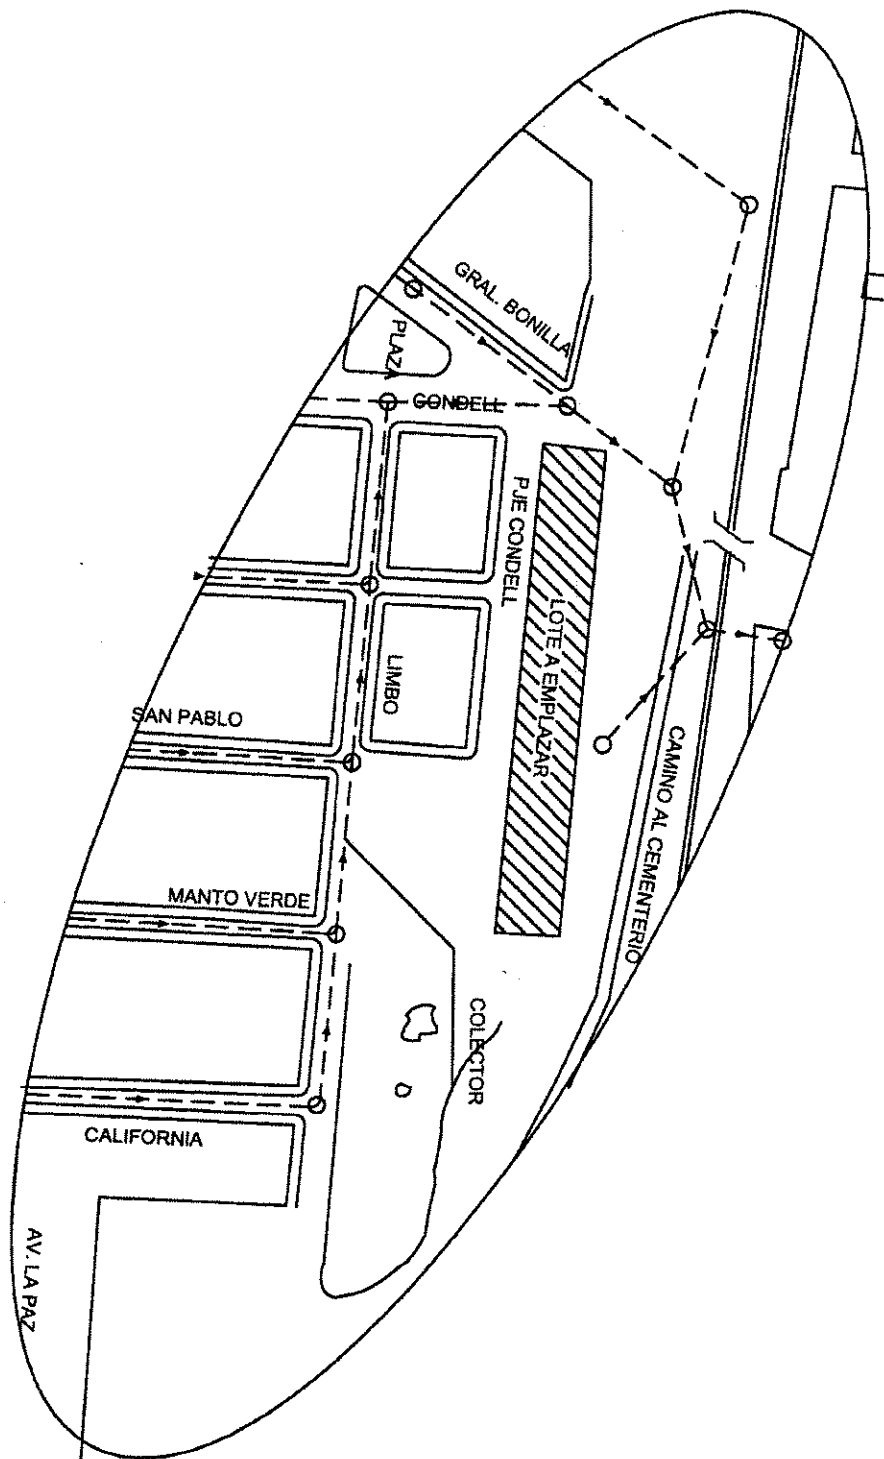 GRAL. BONILLA
PLAZA
CONDELL
PJE CONDELL
LOTE A EMPLAZAR
LIMBO
SAN PABLO
CAMINO AL CEMENTERIO
MANTO VERDE
COLECTOR
CALIFORNIA
AV. LA PAZ